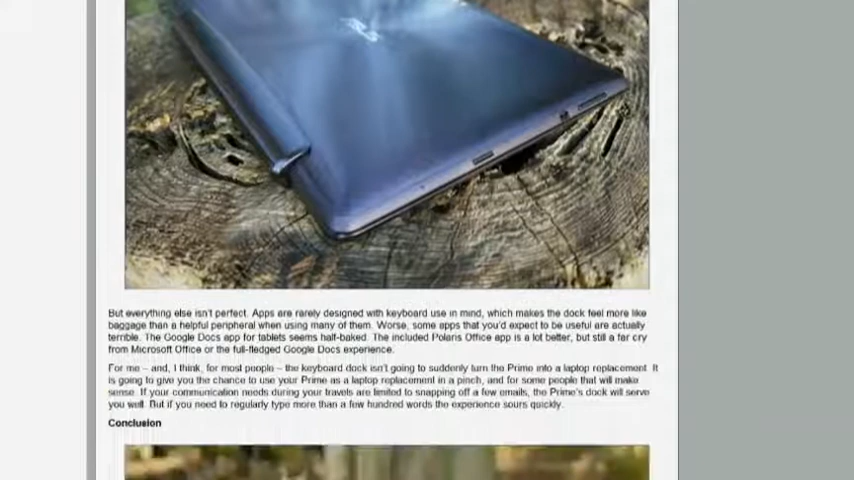 But everything else isn't perfect. Apps are rarely designed with keyboard use in mind, which makes the dock feel more like
baggage than a helpful peripheral when using many of them. Worse, some apps that you'd expect to be useful are actually
terrible. The Google Docs app for tablets seems half-baked. The included Polaris Office app is a lot better, but still a far cry
from Microsoft Office or the full-fledged Google Docs experience.
For me – and, I think, for most people – the keyboard dock isn't going to suddenly turn the Prime into a laptop replacement. It
is going to give you the chance to use your Prime as a laptop replacement in a pinch, and for some people that will make
sense. If your communication needs during your travels are limited to snapping off a few emails, the Prime's dock will serve
you well. But if you need to regularly type more than a few hundred words the experience sours quickly.
Conclusion